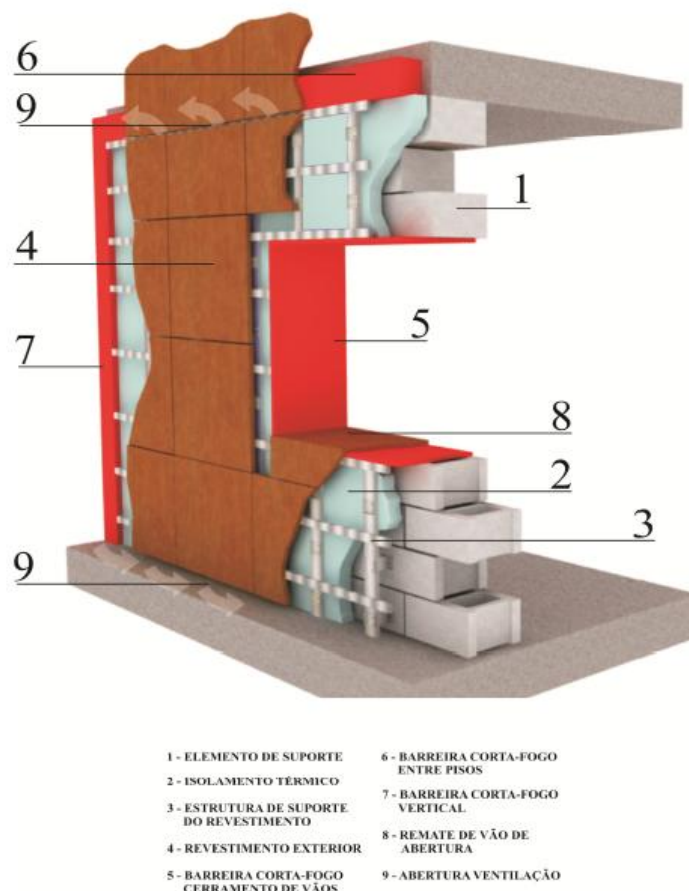 6
9
1
4
5
7
8
2
3
9
1 - ELEMENTO DE SUPORTE
2 - ISOLAMENTO TÉRMICO
3 - ESTRUTURA DE SUPORTE
DO REVESTIMENTO
4 - REVESTIMENTO EXTERIOR
5 - BARREIRA CORTA-FOGO
CERRAMENTO DE VÃOS
6 - BARREIRA CORTA-FOGO
ENTRE PISOS
7 - BARREIRA CORTA-FOGO
VERTICAL
8 - REMATE DE VÃO DE
ABERTURA
9 - ABERTURA VENTILAÇÃO